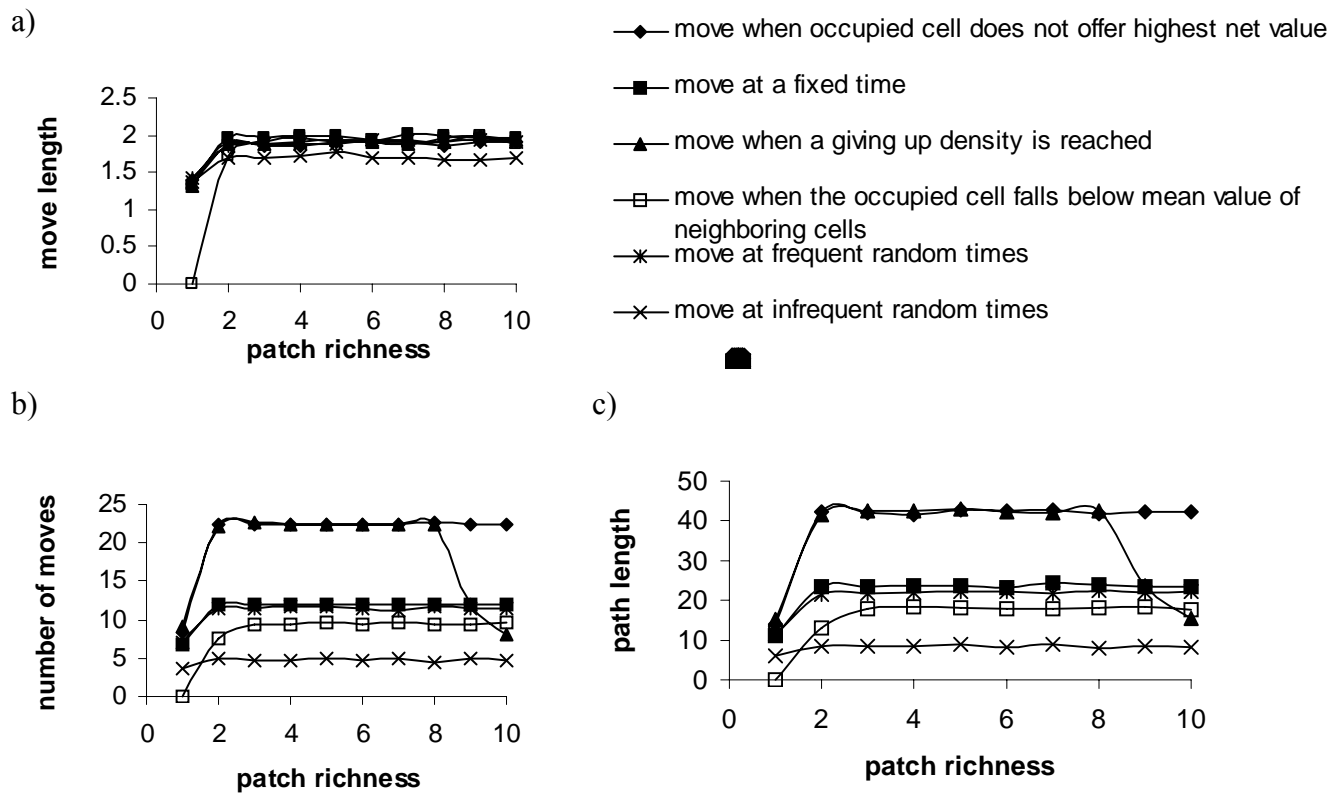 a)
2.5
2
1.5
1
0.5
0
0 2 4 6 8 10
move length
patch richness
move when occupied cell does not offer highest net value
move at a fixed time
move when a giving up density is reached
move when the occupied cell falls below mean value of
neighboring cells
move at frequent random times
move at infrequent random times
b)
25
20
15
10
5
0
0 2 4 6 8 10
number of moves
patch richness
c)
50
40
30
20
10
0
0 2 4 6 8 10
path length
patch richness